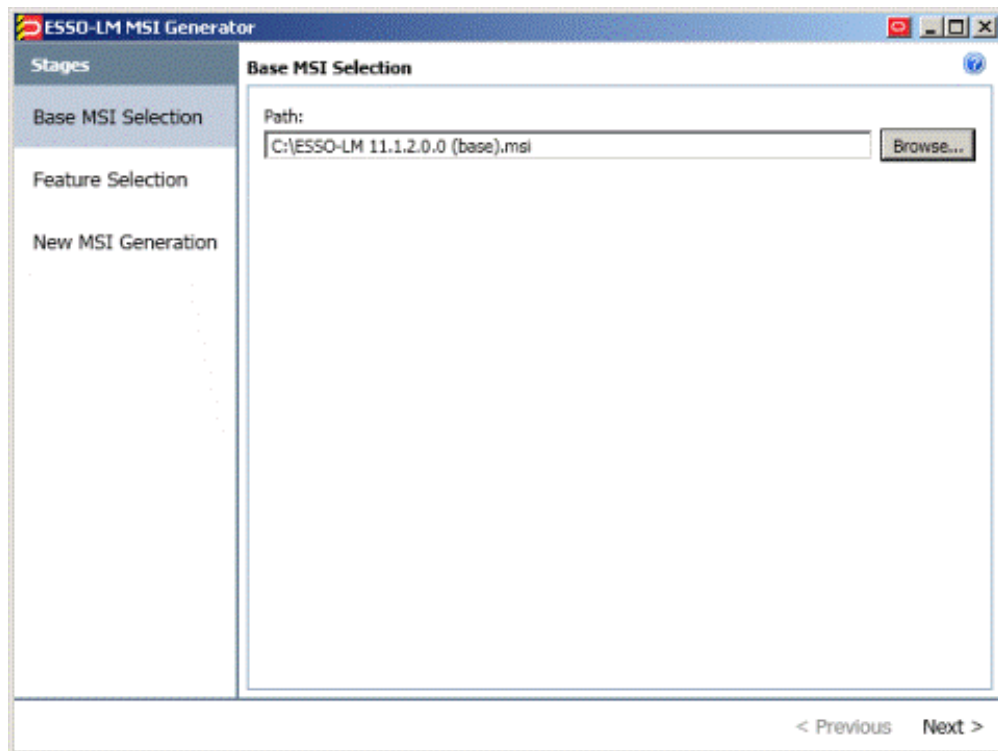 ESSO-LM MSI Generator
Stages
Base MSI Selection
Feature Selection
New MSI Generation
Base MSI Selection
Path:
C:\ESSO-LM 11.1.2.0.0 (base).msi
Browse...
< Previous
Next >